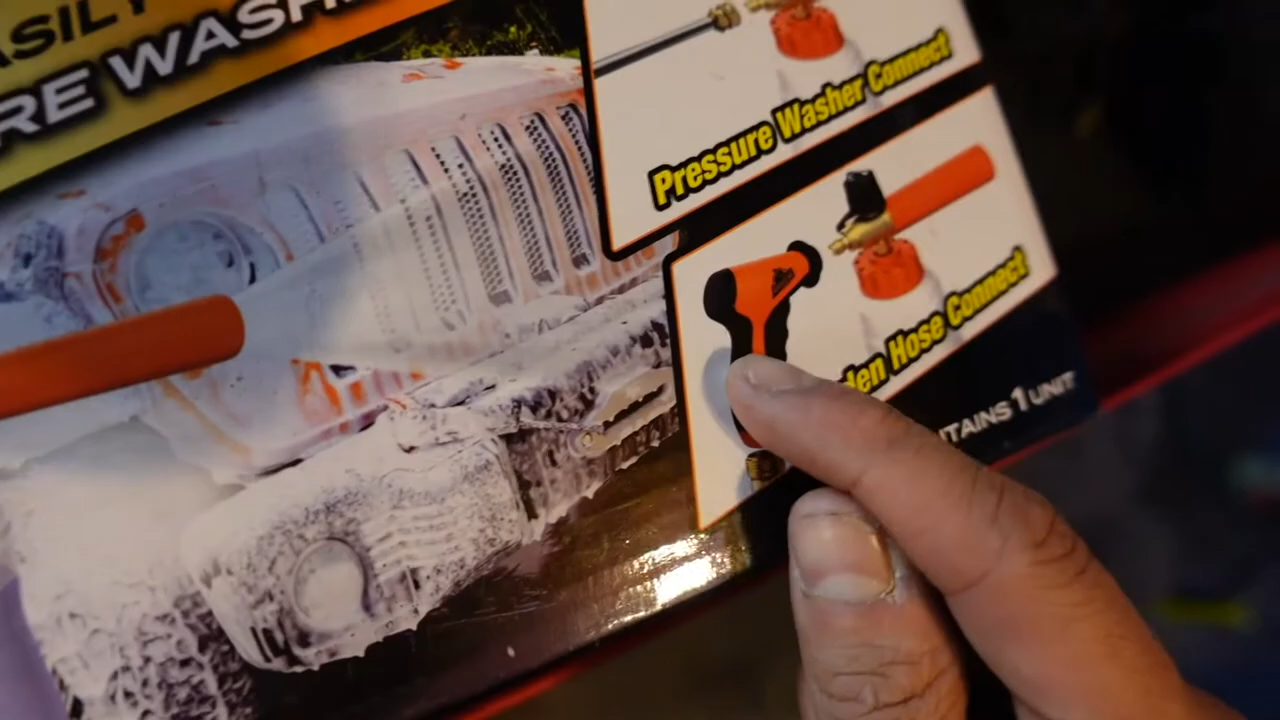 ASILY
RE WASH
Pressure Washer Connect
den Hose Connect
TAINS 1 UNIT